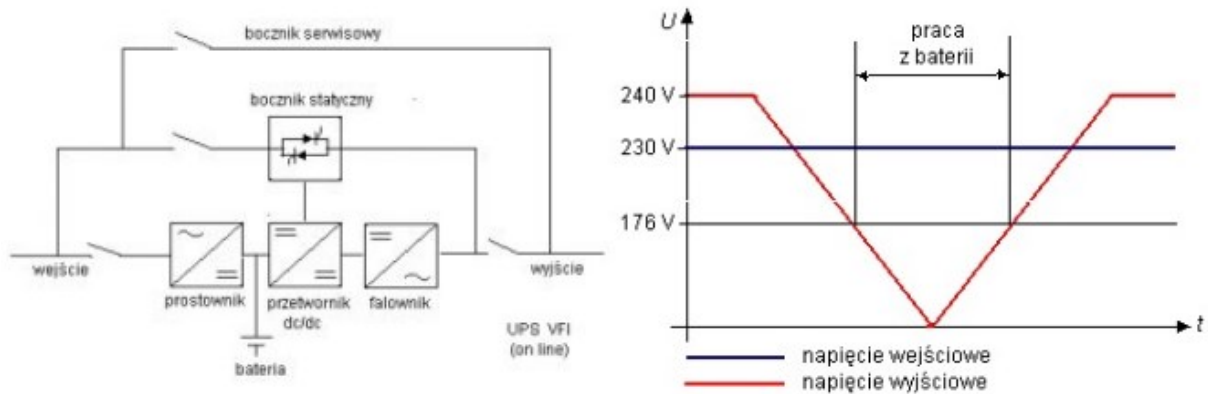 bocznik serwisowy
bocznik statyczny
wejście
wyjście
prostownik
przetwornik
dc/dc
falownik
bateria
UPS VFI
(on line)
U
praca
z baterii
240 V
230 V
176 V
t
napięcie wejściowe
napięcie wyjściowe